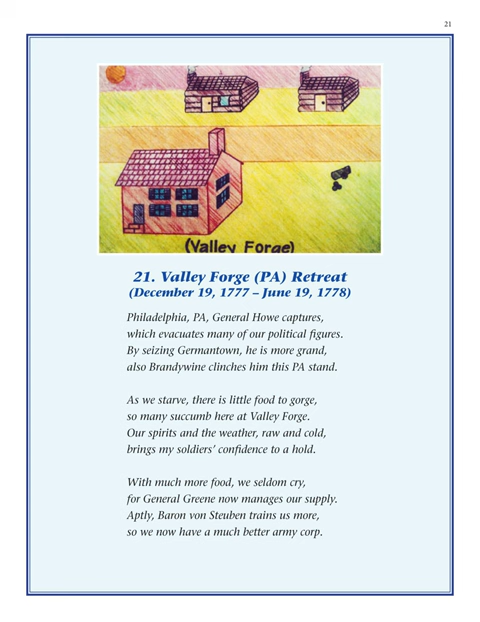 21
(Valley Forge)
21. Valley Forge (PA) Retreat
(December 19, 1777 – June 19, 1778)
Philadelphia, PA, General Howe captures,
which evacuates many of our political figures.
By seizing Germantown, he is more grand,
also Brandywine clinches him this PA stand.
As we starve, there is little food to gorge,
so many succumb here at Valley Forge.
Our spirits and the weather, raw and cold,
brings my soldiers’ confidence to a hold.
With much more food, we seldom cry,
for General Greene now manages our supply.
Aptly, Baron von Steuben trains us more,
so we now have a much better army corp.